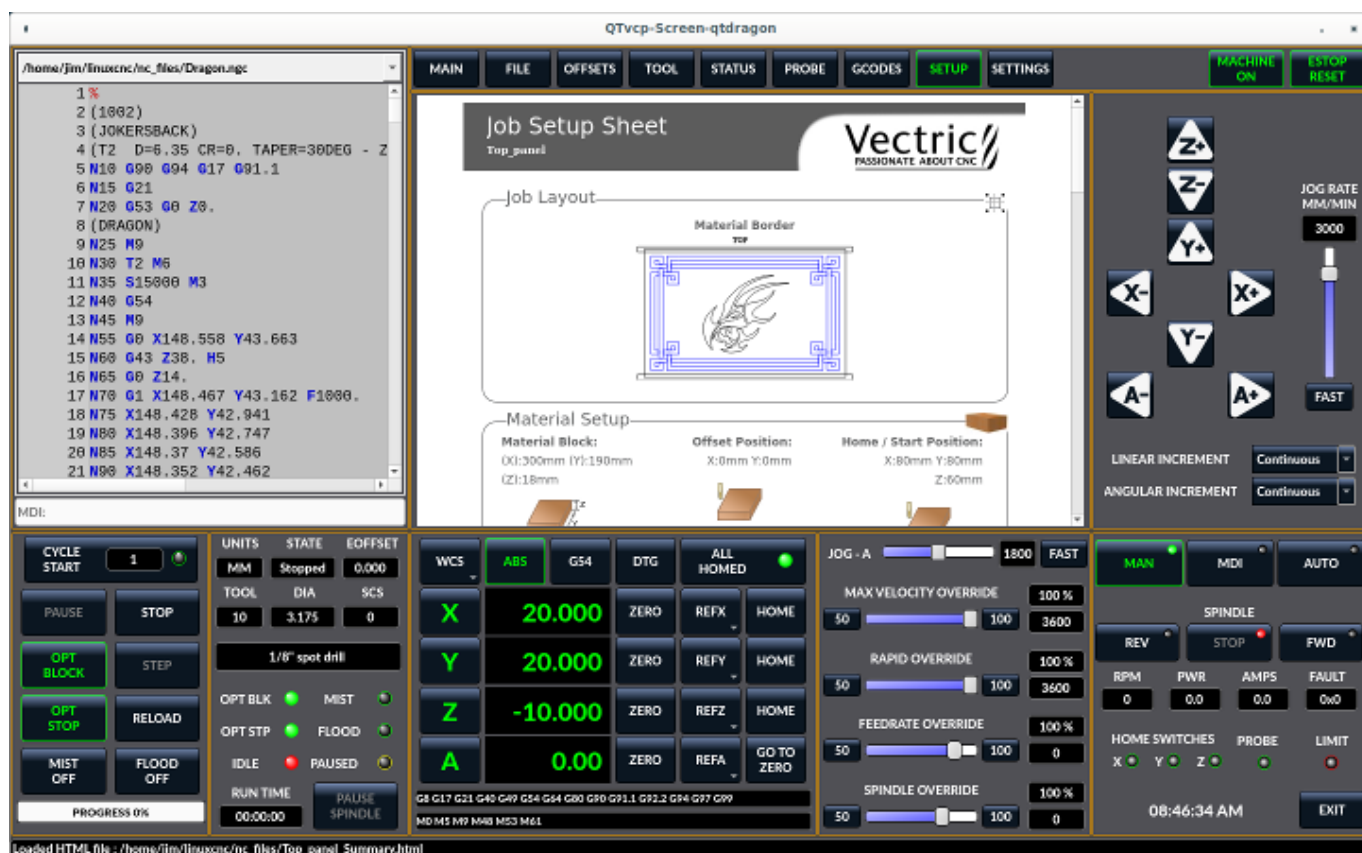 QTvcp-Screen-qtdragon
/home/jim/linuxcnc/nc_files/Dragon.ngc
1 %
2 (1002)
3 (JOKERSBACK)
4 (T2 D=6.35 CR=0. TAPER=30DEG - Z
5 N10 G90 G94 G17 G91.1
6 N15 G21
7 N20 G53 G0 Z0.
8 (DRAGON)
9 N25 M9
10 N30 T2 M6
11 N35 S15000 M3
12 N40 G54
13 N45 M9
14 N55 G0 X148.558 Y43.663
15 N60 G43 Z38. H5
16 N65 G0 Z14.
17 N70 G1 X148.467 Y43.162 F1000.
18 N75 X148.428 Y42.941
19 N80 X148.396 Y42.747
20 N85 X148.37 Y42.586
21 N90 X148.352 Y42.462
MDI:
MAIN FILE OFFSETS TOOL STATUS PROBE GCODES SETUP SETTINGS
MACHINE ON
ESTOP RESET
Job Setup Sheet
Top_panel
Vectric
PASSIONATE ABOUT CNC
Job Layout
Material Border
TOP
Material Setup
Material Block: Offset Position: Home / Start Position:
(X):300mm (Y):190mm X:0mm Y:0mm X:80mm Y:80mm
(Z):18mm Z:60mm
Z
Z+
Z-
Y+
X- X+
Y-
A- A+
JOG RATE
MM/MIN
3000
FAST
LINEAR INCREMENT Continuous
ANGULAR INCREMENT Continuous
CYCLE START 1
PAUSE STOP
OPT BLOCK STEP
OPT STOP RELOAD
MIST OFF FLOOD OFF
PROGRESS 0%
UNITS STATE EOFFSET
MM Stopped 0.000
TOOL DIA SCS
10 3.175 0
1/8" spot drill
OPT BLK MIST
OPT STP FLOOD
IDLE PAUSED
RUN TIME
00:00:00
PAUSE SPINDLE
WCS ABS G54 DTG ALL HOMED
X 20.000 ZERO REFX HOME
Y 20.000 ZERO REFY HOME
Z -10.000 ZERO REFZ HOME
A 0.00 ZERO REFA GO TO ZERO
G8 G17 G21 G40 G49 G54 G64 G80 G90 G91.1 G92.2 G94 G97 G99
M0 M5 M9 M48 M53 M61
JOG - A 1800 FAST
MAX VELOCITY OVERRIDE 100 %
50 100 3600
RAPID OVERRIDE 100 %
50 100 3600
FEEDRATE OVERRIDE 100 %
50 100 0
SPINDLE OVERRIDE 100 %
50 100 0
MAN MDI AUTO
SPINDLE
REV STOP FWD
RPM PWR AMPS FAULT
0 0.0 0.0 0x0
HOME SWITCHES PROBE LIMIT
X Y Z
08:46:34 AM
EXIT
Loaded HTML file : /home/jim/linuxcnc/nc_files/Top_panel_Summary.html